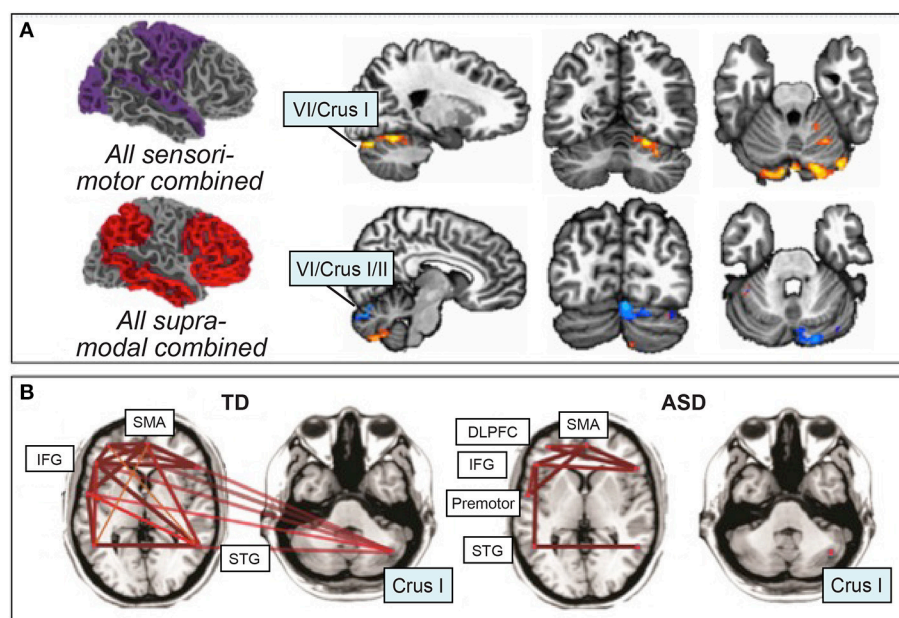 A
VI/Crus I
All sensori-
motor combined
VI/Crus I/II
All supra-
modal combined
B
TD
SMA
IFG
STG
Crus I
ASD
DLPFC
SMA
IFG
Premotor
STG
Crus I